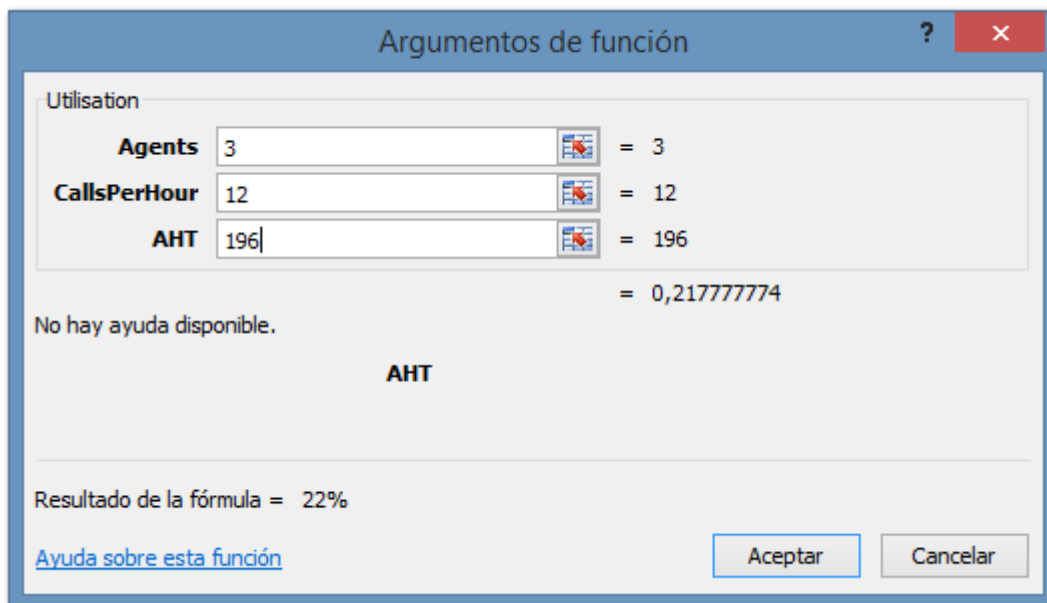 Argumentos de función ?
Utilisation
Agents 3 = 3
CallsPerHour 12 = 12
AHT 196 = 196
= 0,217777774
No hay ayuda disponible.
AHT
Resultado de la fórmula = 22%
Ayuda sobre esta función Aceptar Cancelar